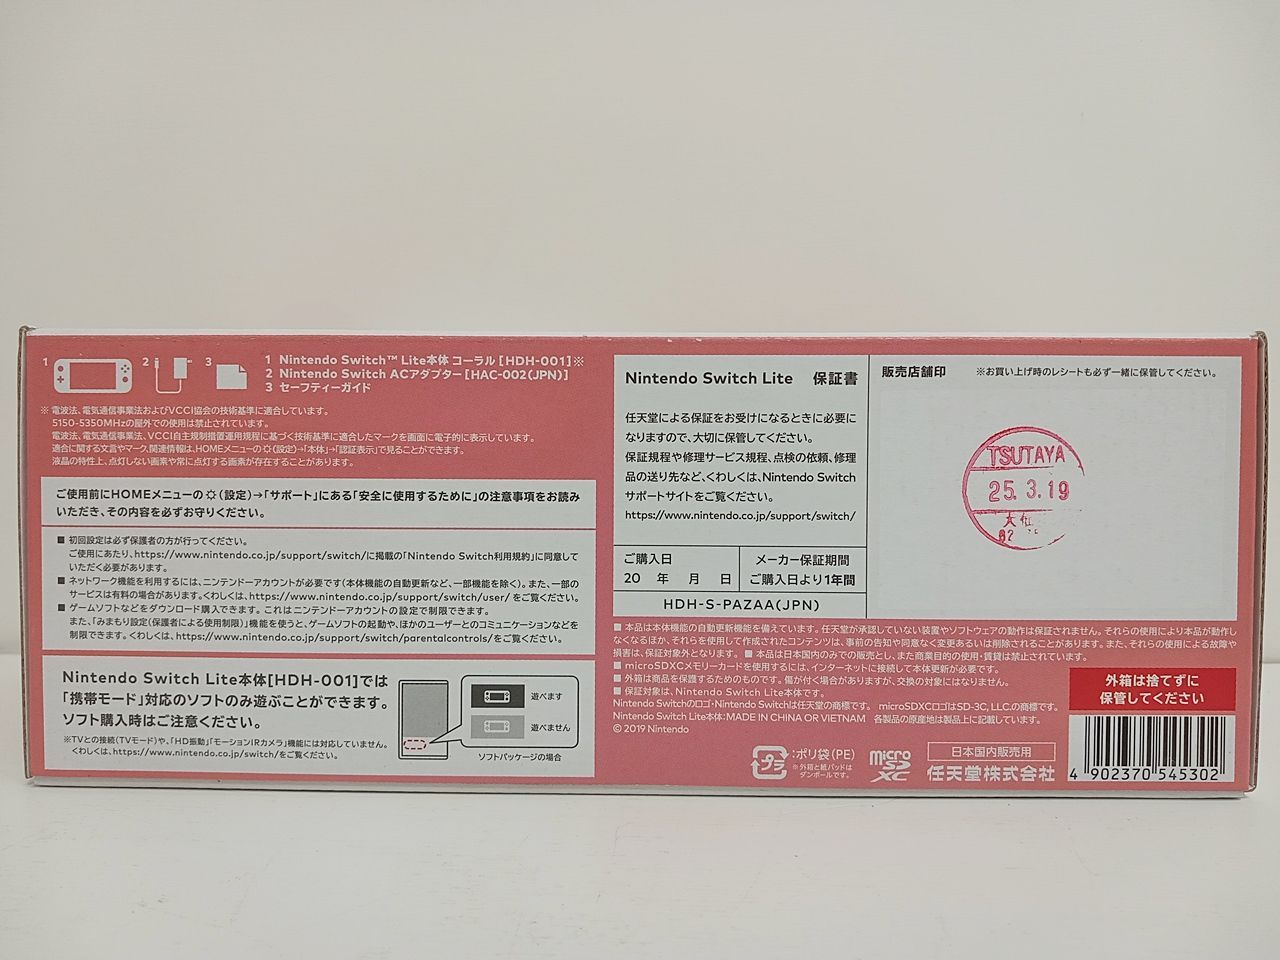 1 2 3
1 Nintendo Switch™ Lite本体 コーラル [HDH-001]※
2 Nintendo Switch ACアダプター [HAC-002(JPN)]
3 セーフティーガイド
※ 電波法、電気通信事業法およびVCCI協会の技術基準に適合しています。
5150-5350MHzの屋外での使用は禁止されています。
電波法、電気通信事業法、VCCI自主規制措置運用規程に基づく技術基準に適合したマークを画面に電子的に表示しています。
適合に関する文言やマーク、関連情報は、HOMEメニューの(設定)→「本体」→「認証表示」で見ることができます。
液晶の特性上、点灯しない画素や常に点灯する画素が存在することがあります。
ご使用前にHOMEメニューの(設定)→「サポート」にある「安全に使用するために」の注意事項をお読み
いただき、その内容を必ずお守りください。
■ 初回設定は必ず保護者の方が行ってください。
ご使用にあたり、https://www.nintendo.co.jp/support/switch/に掲載の「Nintendo Switch利用規約」に同意して
いただく必要があります。
■ ネットワーク機能を利用するには、ニンテンドーアカウントが必要です(本体機能の自動更新など、一部機能を除く)。また、一部の
サービスは有料の場合があります。くわしくは、https://www.nintendo.co.jp/support/switch/user/ をご覧ください。
■ ゲームソフトなどをダウンロード購入できます。これはニンテンドーアカウントの設定で制限できます。
また、「みまもり設定(保護者による使用制限)」機能を使うと、ゲームソフトの起動や、ほかのユーザーとのコミュニケーションなどを
制限できます。くわしくは、https://www.nintendo.co.jp/support/switch/parentalcontrols/をご覧ください。
Nintendo Switch Lite本体[HDH-001]では
「携帯モード」対応のソフトのみ遊ぶことができます。
ソフト購入時はご注意ください。
※TVとの接続(TVモード)や、「HD振動」「モーションIRカメラ」機能には対応していません。
くわしくは、https://www.nintendo.co.jp/support/switch/をご覧ください。
遊べます
遊べません
ソフトパッケージの場合
Nintendo Switch Lite 保証書
任天堂による保証をお受けになるときに必要に
なりますので、大切に保管してください。
保証規程や修理サービス規程、点検の依頼、修理
品の送り先など、くわしくは、Nintendo Switch
サポートサイトをご覧ください。
https://www.nintendo.co.jp/support/switch/
ご購入日
20 年 月 日
メーカー保証期間
ご購入日より1年間
HDH-S-PAZAA(JPN)
販売店舗印 ※お買い上げ時のレシートも必ず一緒に保管してください。
TSUTAYA
25.3.19
■ 本品は本体機能の自動更新機能を備えています。任天堂が承認していない装置やソフトウェアの動作は保証されません。それらの使用により本品が動作し
なくなるほか、それらを使用して作成されたコンテンツは、事前の告知や同意なく変更あるいは削除されることがあります。また、それらの使用による故障や
損害は、保証対象外となります。 ■ 本品は日本国内のみでの販売とし、また商業目的の使用・賃貸は禁止されています。
■ microSDXCメモリーカードを使用するには、インターネットに接続して本体更新が必要です。
■ 外箱は商品を保護するためのものです。傷が付く場合がありますが、交換の対象にはなりません。
■ 保証対象は、Nintendo Switch Lite本体です。
Nintendo Switchのロゴ・Nintendo Switchは任天堂の商標です。 microSDXCロゴはSD-3C, LLC.の商標です。
Nintendo Switch Lite本体：MADE IN CHINA OR VIETNAM 各製品の原産地は製品上に記載しています。
© 2019 Nintendo
外箱は捨てずに
保管してください
プラ
：ポリ袋(PE)
※外箱と紙パッドは
ダンボールです。
micro SD XC
日本国内販売用
任天堂株式会社
4 902370 545302